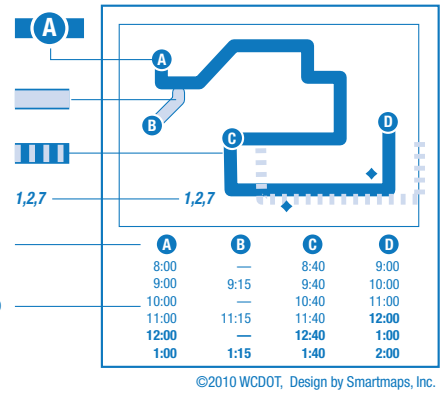 A
A
B
C
D
1,2,7 1,2,7
A B C D
8:00 — 8:40 9:00
9:00 9:15 9:40 10:00
10:00 — 10:40 11:00
11:00 11:15 11:40 12:00
12:00 — 12:40 1:00
1:00 1:15 1:40 2:00
©2010 WCDOT, Design by Smartmaps, Inc.